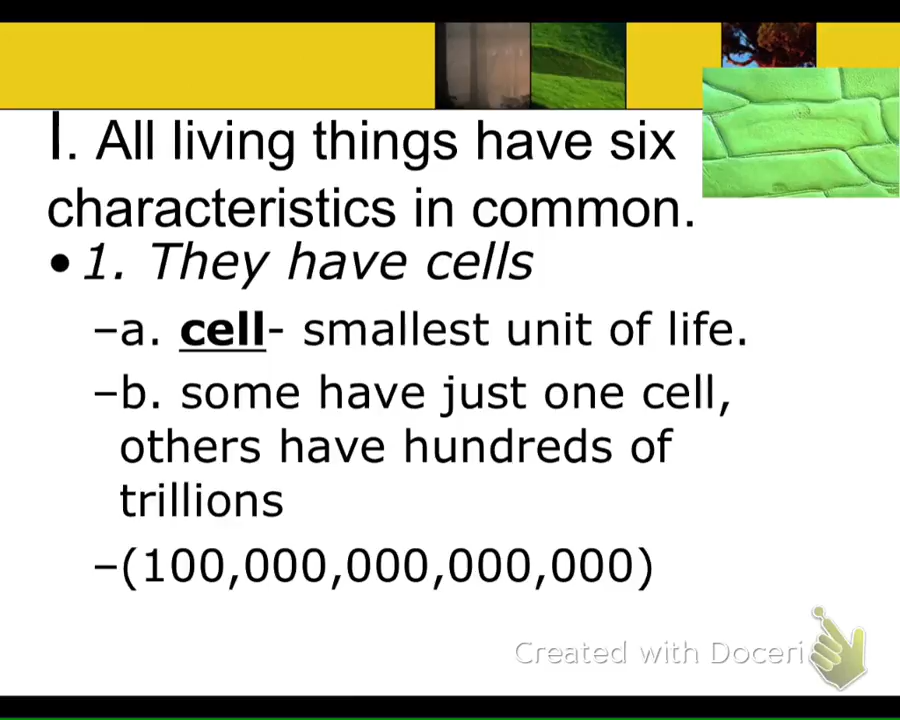 I. All living things have six
characteristics in common.
• 1. They have cells
–a. cell- smallest unit of life.
–b. some have just one cell,
others have hundreds of
trillions
–(100,000,000,000,000)
Created with Doceri